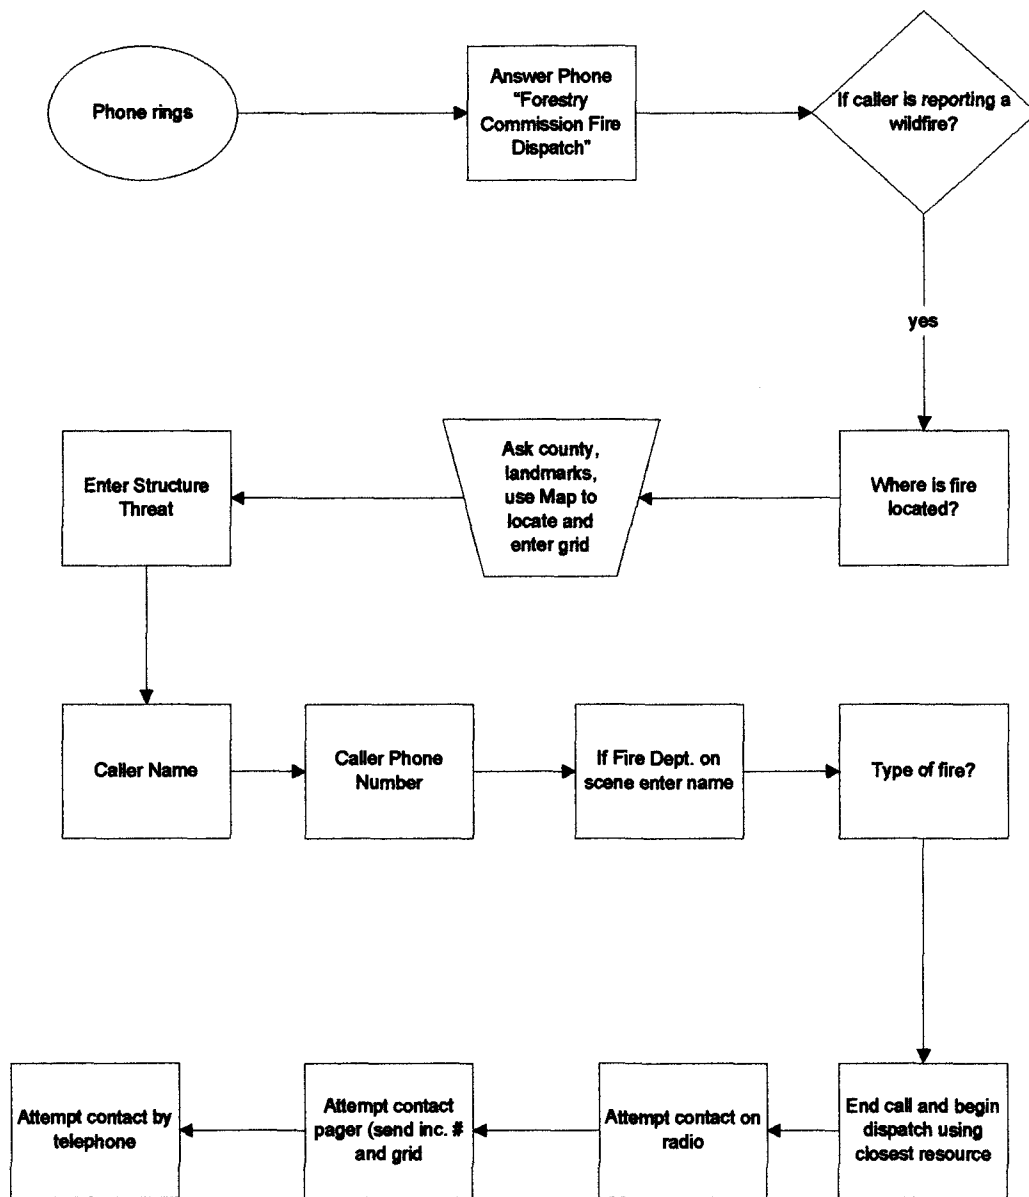 Phone rings
Answer Phone
"Forestry
Commission Fire
Dispatch"
If caller is reporting a
wildfire?
yes
Where is fire
located?
Ask county,
landmarks,
use Map to
locate and
enter grid
Enter Structure
Threat
Caller Name
Caller Phone
Number
If Fire Dept. on
scene enter name
Type of fire?
End call and begin
dispatch using
closest resource
Attempt contact on
radio
Attempt contact
pager (send inc. #
and grid
Attempt contact by
telephone